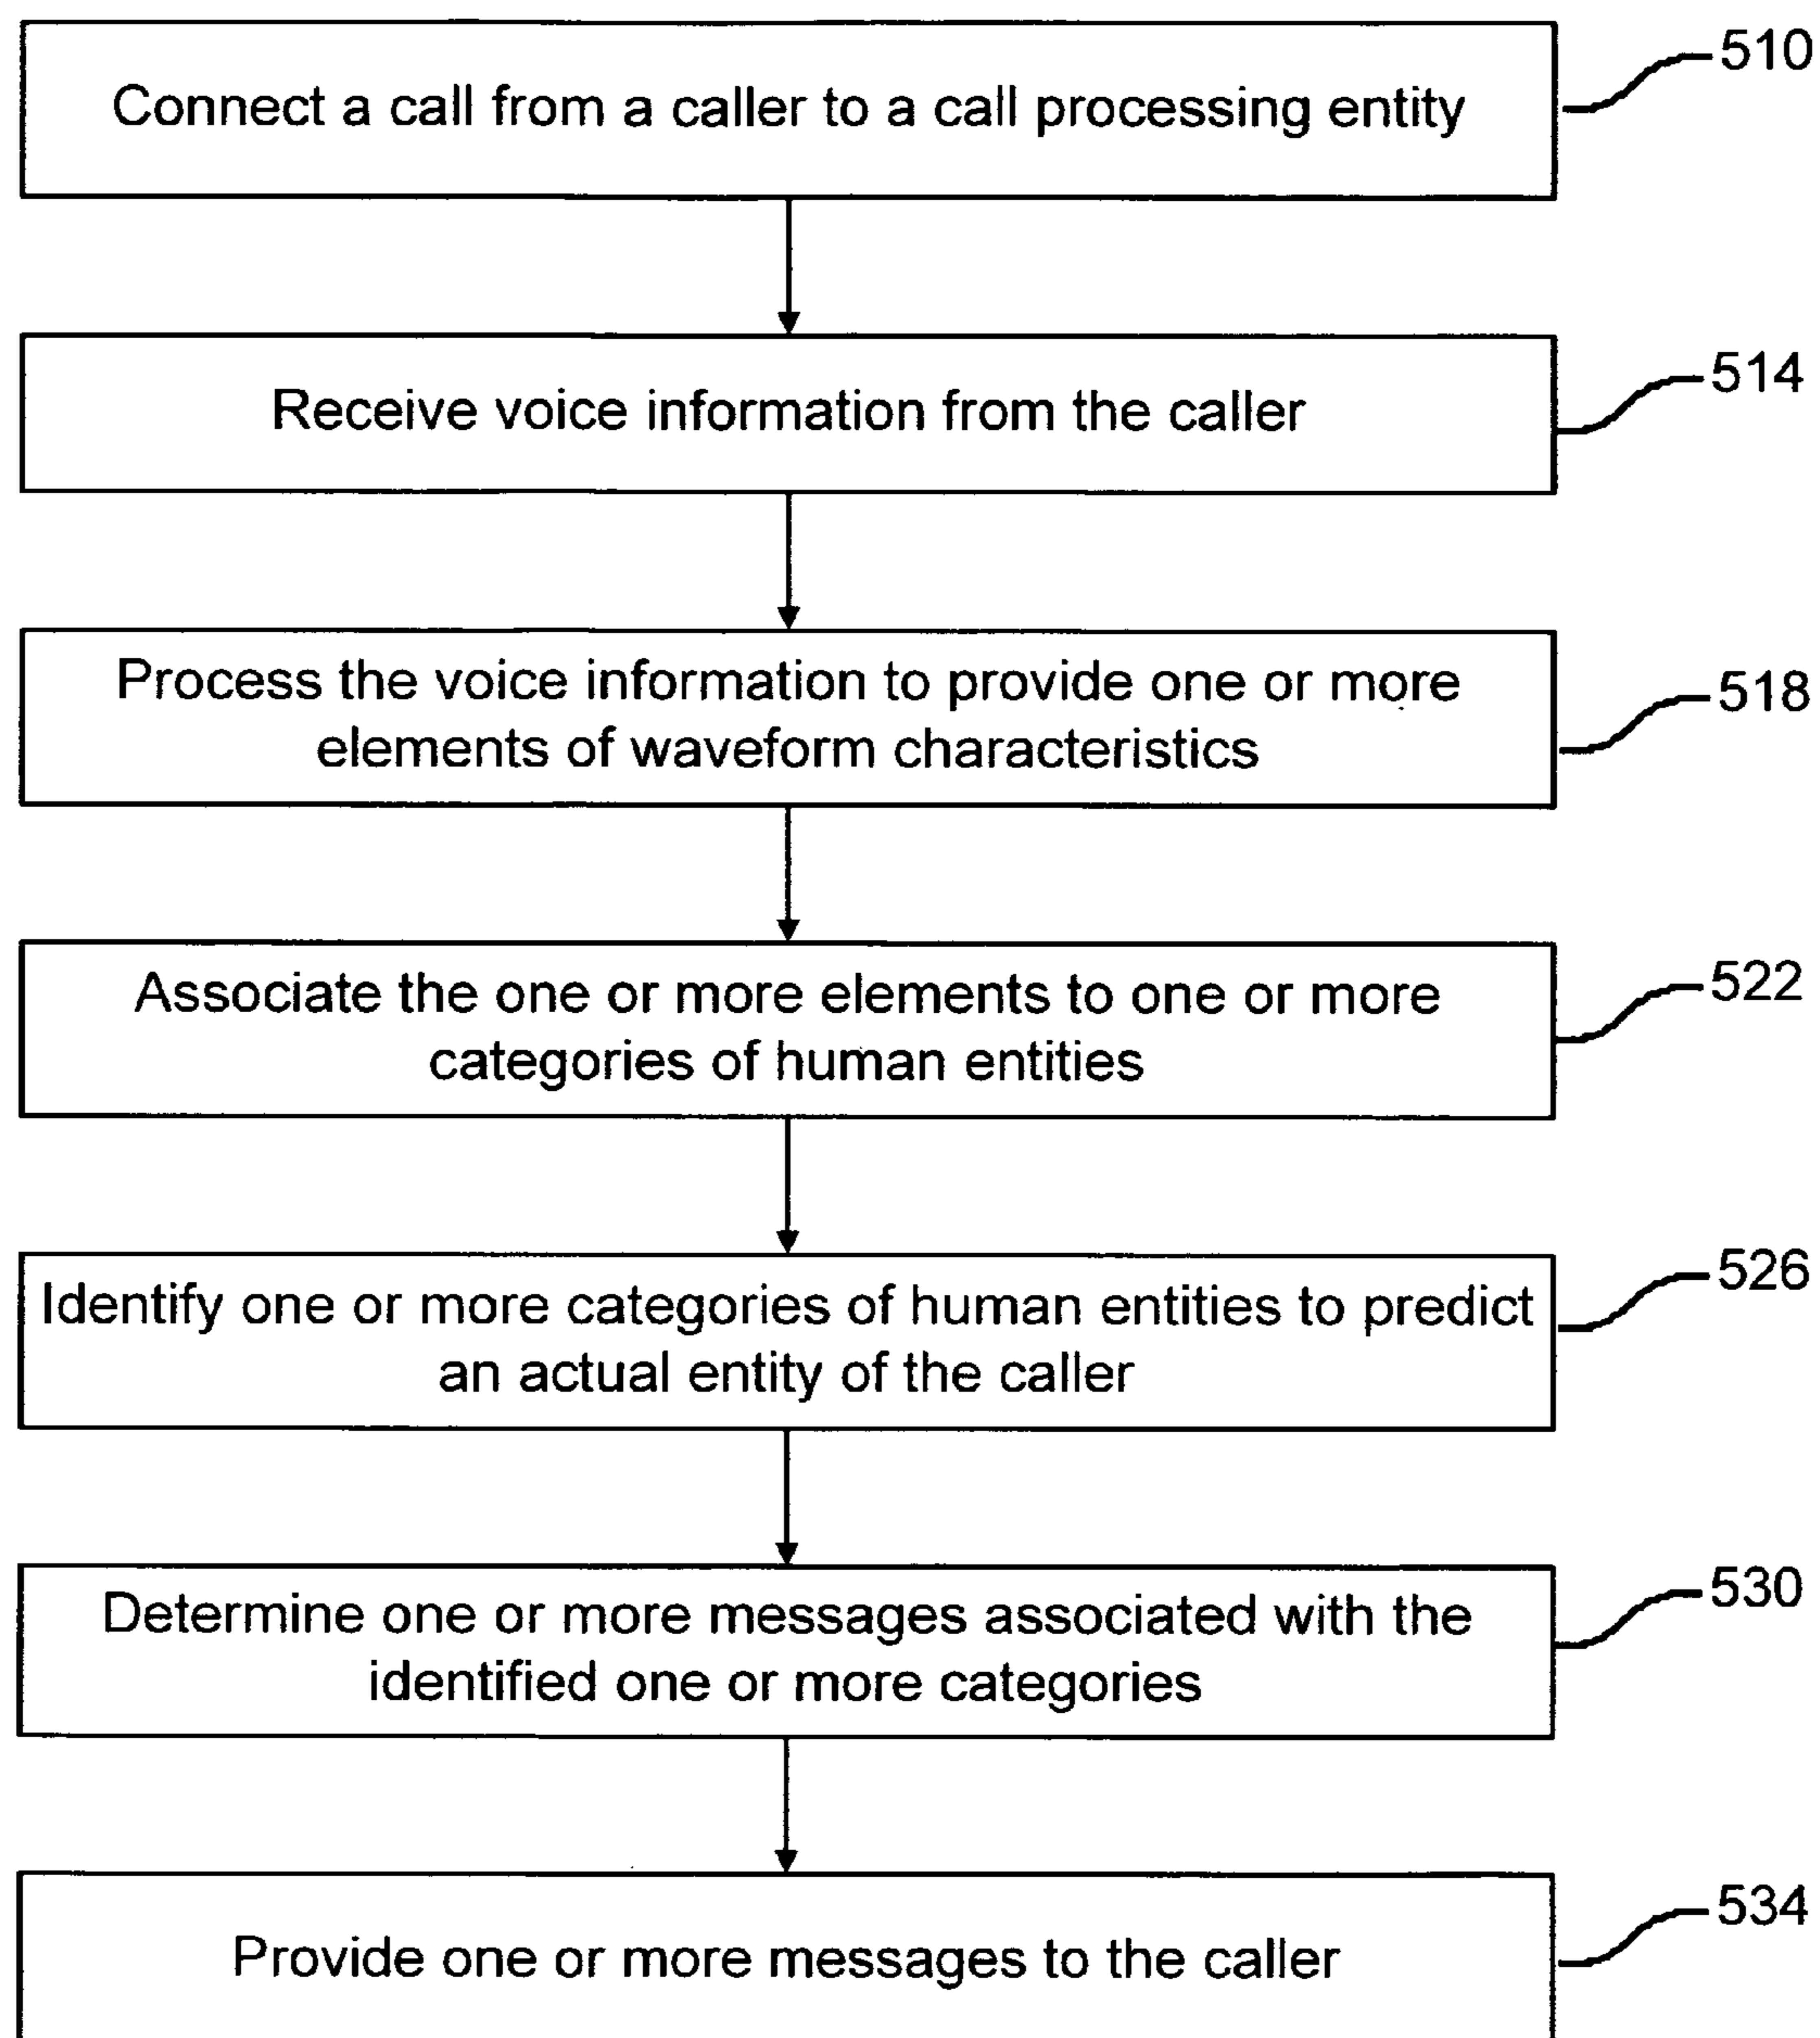 510
Connect a call from a caller to a call processing entity
514
Receive voice information from the caller
518
Process the voice information to provide one or more
elements of waveform characteristics
522
Associate the one or more elements to one or more
categories of human entities
526
Identify one or more categories of human entities to predict
an actual entity of the caller
530
Determine one or more messages associated with the
identified one or more categories
534
Provide one or more messages to the caller